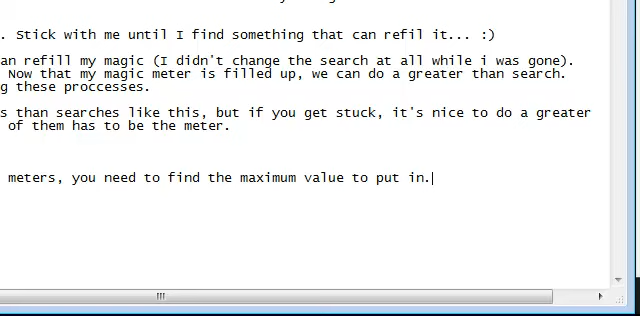 . Stick with me until I find something that can refil it... :)
an refill my magic (I didn't change the search at all while i was gone).
Now that my magic meter is filled up, we can do a greater than search.
g these proccesses.
s than searches like this, but if you get stuck, it's nice to do a greater
of them has to be the meter.
meters, you need to find the maximum value to put in.